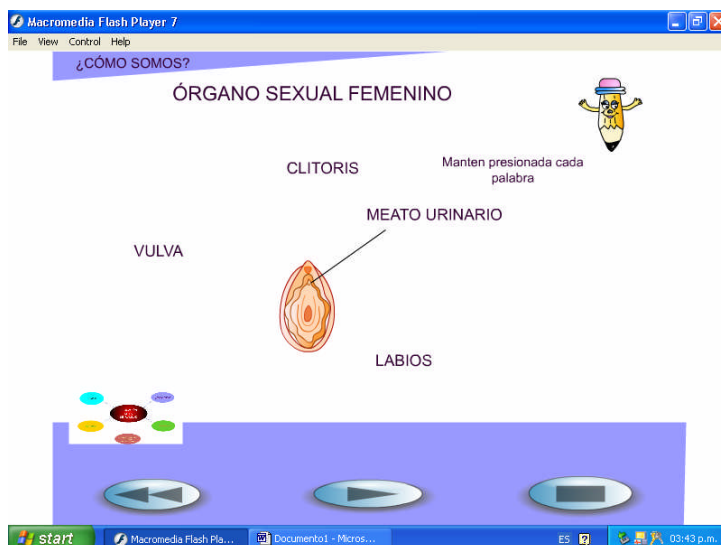 Macromedia Flash Player 7
File View Control Help
¿CÓMO SOMOS?
ÓRGANO SEXUAL FEMENINO
CLITORIS
Manten presionada cada
palabra
MEATO URINARIO
VULVA
LABIOS
start Macromedia Flash Pla... Documento1 - Micros... ES 03:43 p.m.